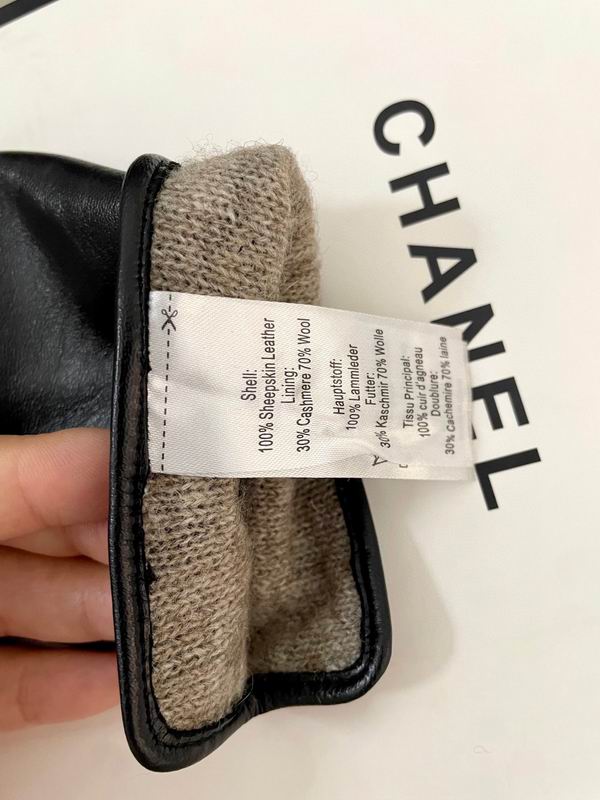 CHANEL
Shell:
100% Sheepskin Leather
Lining:
30% Cashmere 70% Wool
Hauptstoff:
100% Lammleder
Futter:
30% Kaschmir 70% Wolle
Tissu Principal:
100% cuir d'agneau
Doublure:
30% Cachemire 70% laine